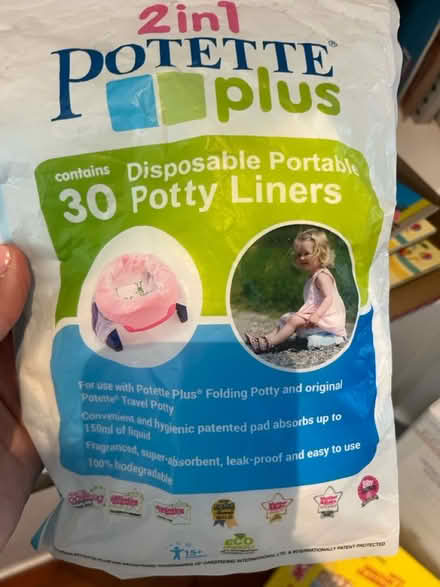 2in1
POTETTE®
plus
contains
30
Disposable Portable
Potty Liners
For use with Potette Plus® Folding Potty and original
Potette® Travel Potty
Convenient and hygienic patented pad absorbs up to
150ml of liquid
Fragranced, super-absorbent, leak-proof and easy to use
100% biodegradable
15+
ECO